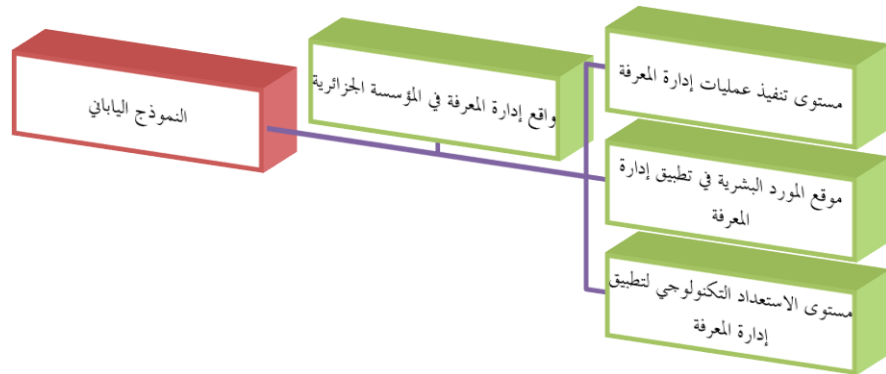 النموذج الياباني
واقع إدارة المعرفة في المؤسسة الجزائرية
مستوى تنفيذ عمليات إدارة المعرفة
موقع المورد البشرية في تطبيق إدارة
المعرفة
مستوى الاستعداد التكنولوجي لتطبيق
إدارة المعرفة